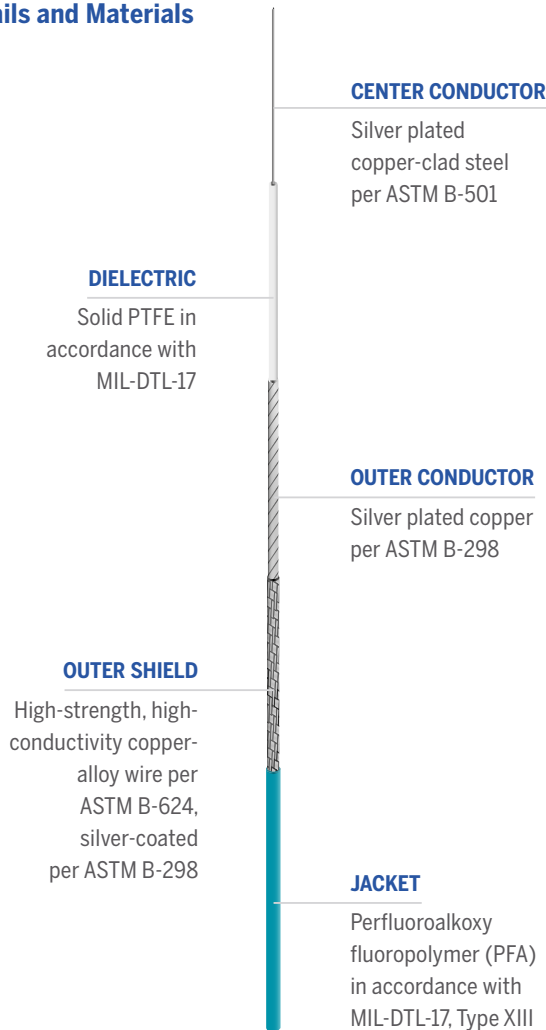 ils and Materials
CENTER CONDUCTOR
Silver plated
copper-clad steel
per ASTM B-501
DIELECTRIC
Solid PTFE in
accordance with
MIL-DTL-17
OUTER CONDUCTOR
Silver plated copper
per ASTM B-298
OUTER SHIELD
High-strength, high-
conductivity copper-
alloy wire per
ASTM B-624,
silver-coated
per ASTM B-298
JACKET
Perfluoroalkoxy
fluoropolymer (PFA)
in accordance with
MIL-DTL-17, Type XIII